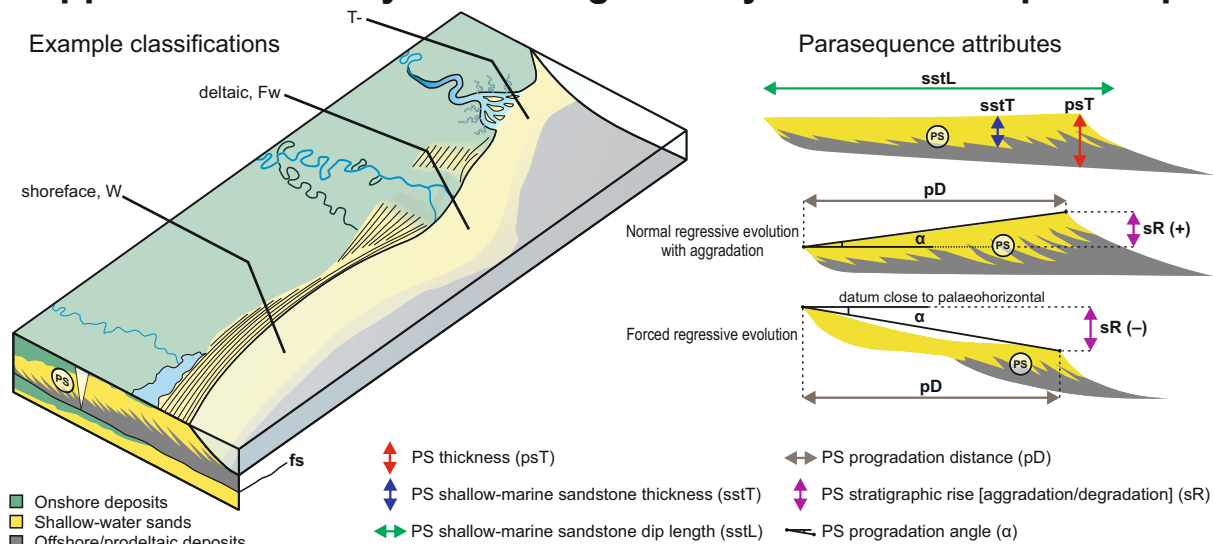 Example classifications
T-
deltaic, Fw
shoreface, W
PS
fs
Onshore deposits
Shallow-water sands
Offshore/prodeltaic deposits
Parasequence attributes
sstL
sstT
psT
PS
pD
Normal regressive evolution
with aggradation
α
PS
sR (+)
datum close to palaeohorizontal
α
Forced regressive evolution
sR (–)
PS
pD
PS thickness (psT)
PS shallow-marine sandstone thickness (sstT)
PS shallow-marine sandstone dip length (sstL)
PS progradation distance (pD)
PS stratigraphic rise [aggradation/degradation] (sR)
PS progradation angle (α)